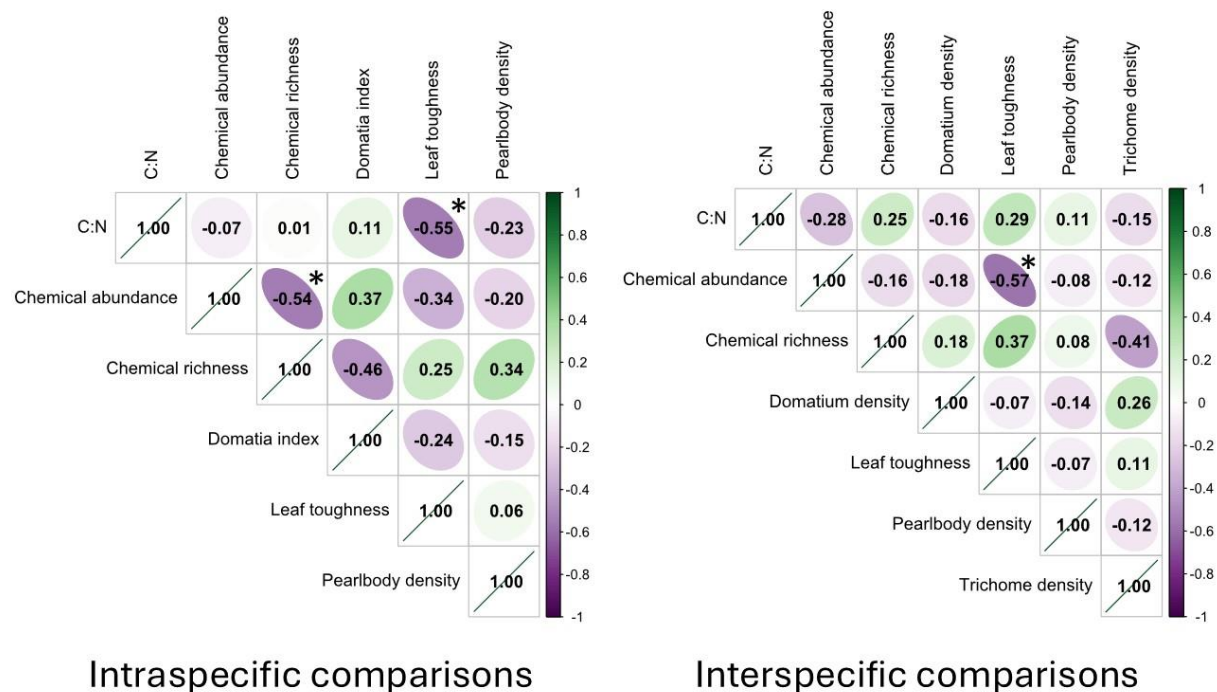 C:N
Chemical abundance
Chemical richness
Domatia index
Leaf toughness
Pearlbody density
C:N 1.00 -0.07 0.01 0.11 -0.55 * -0.23
Chemical abundance 1.00 -0.54 * 0.37 -0.34 -0.20
Chemical richness 1.00 -0.46 0.25 0.34
Domatia index 1.00 -0.24 -0.15
Leaf toughness 1.00 0.06
Pearlbody density 1.00
1
0.8
0.6
0.4
0.2
0
-0.2
-0.4
-0.6
-0.8
-1
Intraspecific comparisons
C:N
Chemical abundance
Chemical richness
Domatium density
Leaf toughness
Pearlbody density
Trichome density
C:N 1.00 -0.28 0.25 -0.16 0.29 0.11 -0.15
Chemical abundance 1.00 -0.16 -0.18 -0.57 * -0.08 -0.12
Chemical richness 1.00 0.18 0.37 0.08 -0.41
Domatium density 1.00 -0.07 -0.14 0.26
Leaf toughness 1.00 -0.07 0.11
Pearlbody density 1.00 -0.12
Trichome density 1.00
1
0.8
0.6
0.4
0.2
0
-0.2
-0.4
-0.6
-0.8
-1
Interspecific comparisons